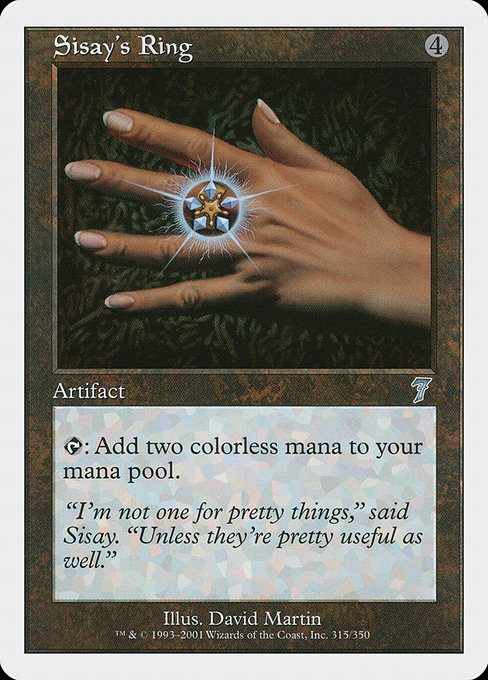 Sisay's Ring 4
Artifact
: Add two colorless mana to your
mana pool.
“I'm not one for pretty things,” said
Sisay. “Unless they're pretty useful as
well.”
Illus. David Martin
™ & © 1993–2001 Wizards of the Coast, Inc. 315/350